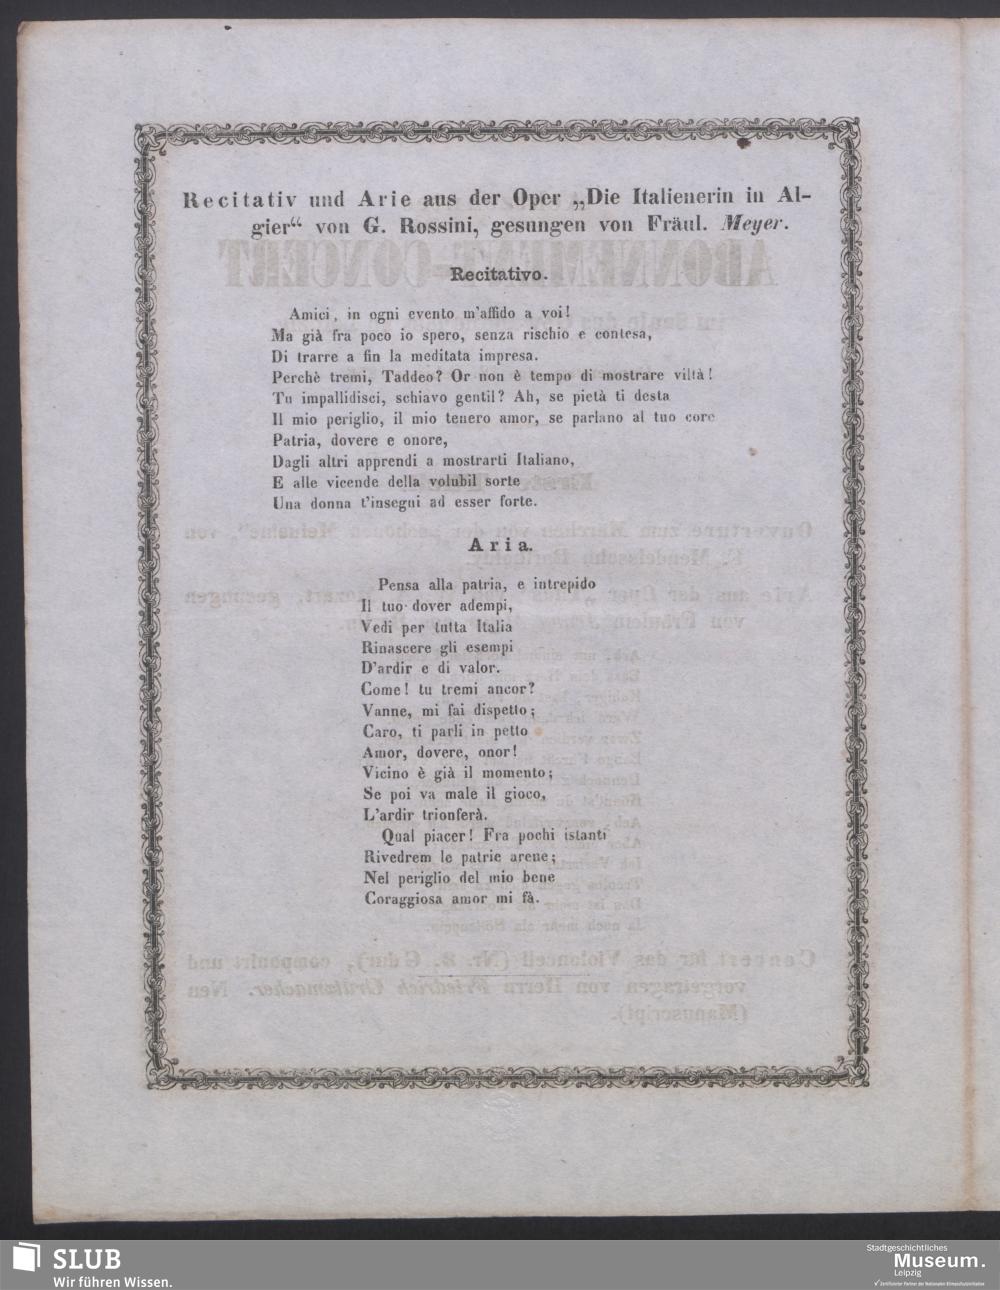 Recitativ und Arie aus der Oper „Die Italienerin in Al-
gier“ von G. Rossini, gesungen von Fräul. Meyer.
Recitativo.
Amici, in ogni evento m'affido a voi!
Ma già fra poco io spero, senza rischio e contesa,
Di trarre a fin la meditata impresa.
Perchè tremi, Taddeo? Or non è tempo di mostrare viltà!
Tu impallidisci, schiavo gentil? Ah, se pietà ti desta
Il mio periglio, il mio tenero amor, se parlano al tuo core
Patria, dovere e onore,
Dagli altri apprendi a mostrarti Italiano,
E alle vicende della volubil sorte
Una donna t'insegni ad esser forte.
Aria.
Pensa alla patria, e intrepido
Il tuo dover adempi,
Vedi per tutta Italia
Rinascere gli esempi
D'ardir e di valor.
Come! tu tremi ancor?
Vanne, mi fai dispetto;
Caro, ti parli in petto
Amor, dovere, onor!
Vicino è già il momento;
Se poi va male il gioco,
L'ardir trionferà.
Qual piacer! Fra pochi istanti
Rivedrem le patrie arene;
Nel periglio del mio bene
Coraggiosa amor mi fà.
SLUB
Wir führen Wissen.
Stadtgeschichtliches
Museum.
Leipzig
Zertifizierter Partner der Nationalen Klimaschutzinitiative